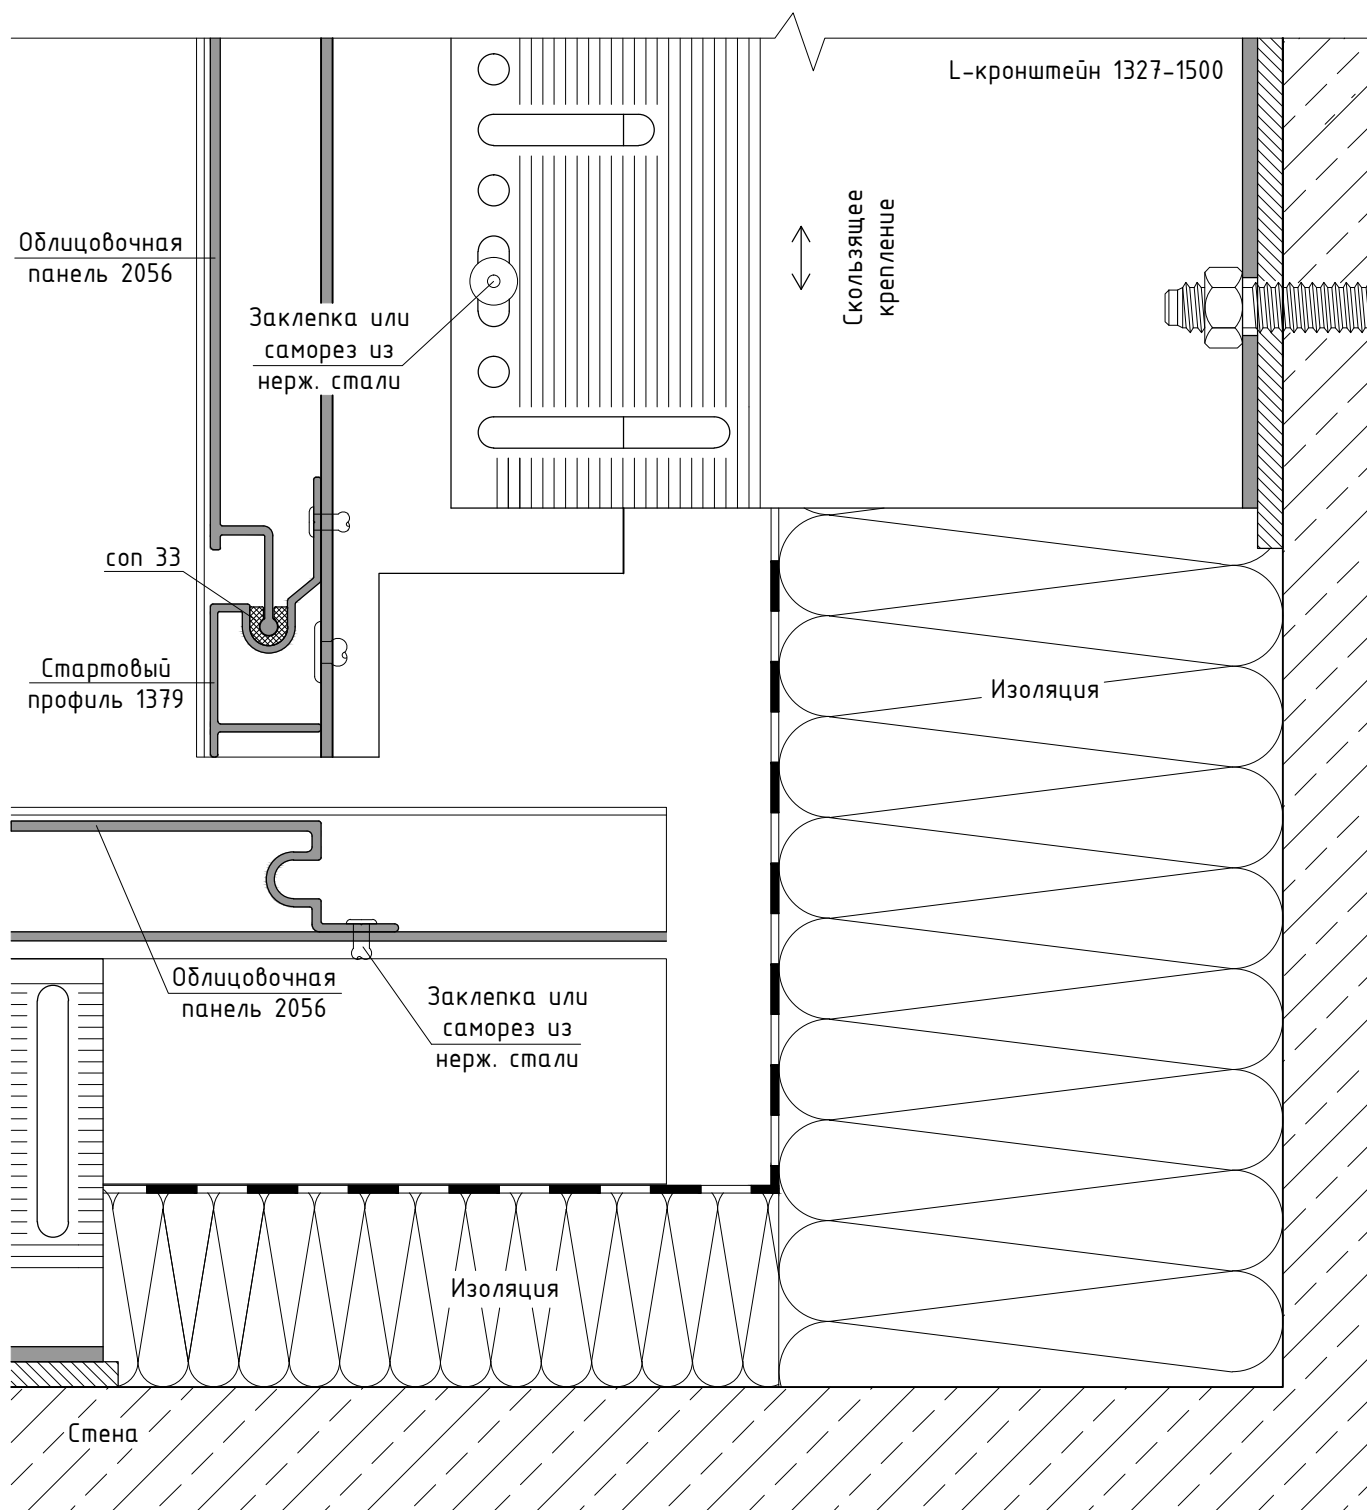 L-кронштейн 1327-1500
Скользящее
крепление
Облицовочная
панель 2056
Заклепка или
саморез из
нерж. стали
соп 33
Стартовый
профиль 1379
Изоляция
Облицовочная
панель 2056
Заклепка или
саморез из
нерж. стали
Изоляция
Стена